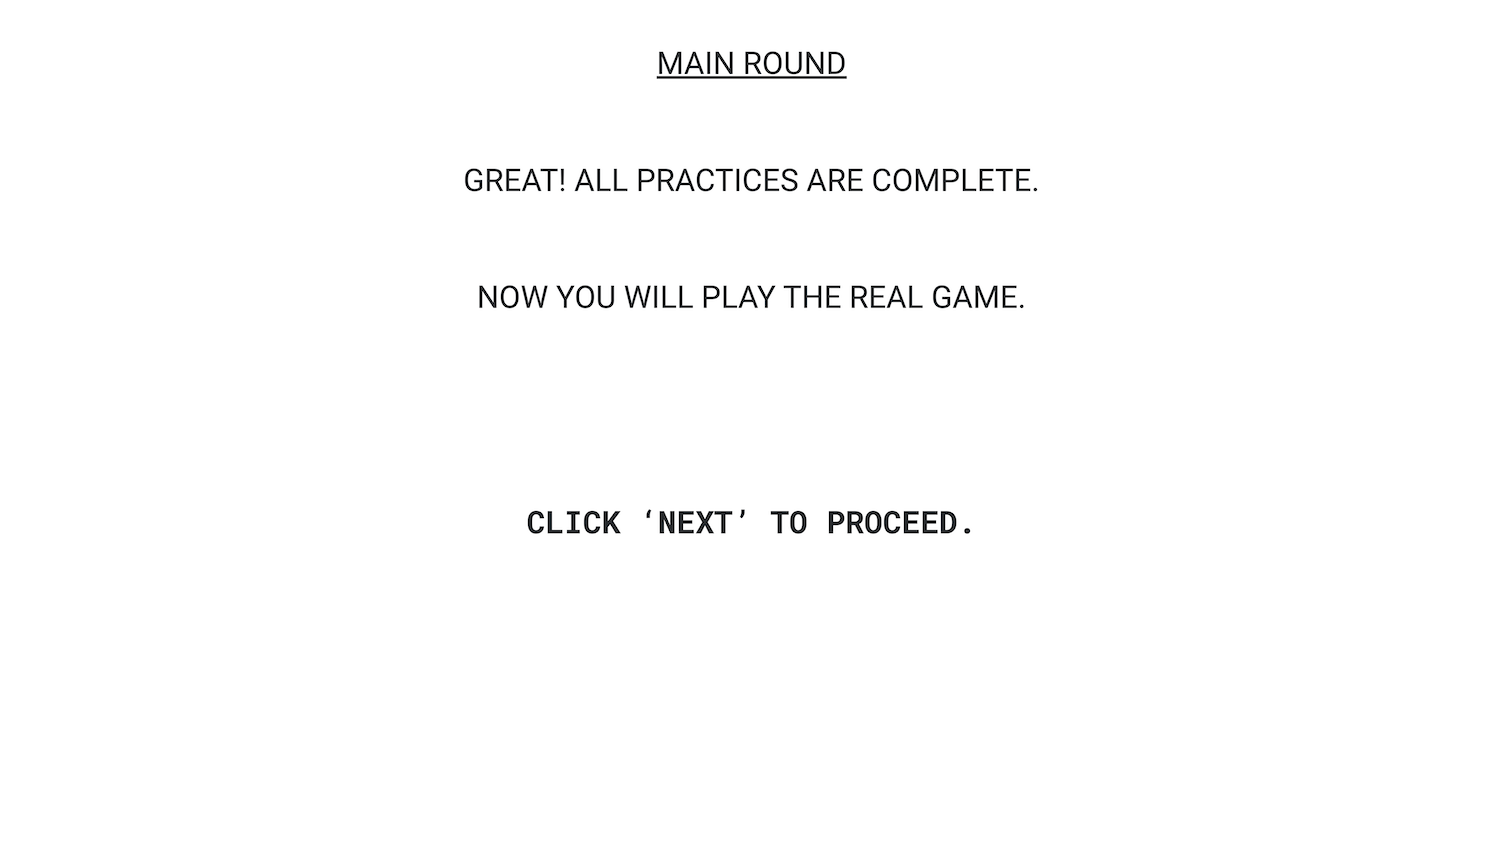 MAIN ROUND
GREAT! ALL PRACTICES ARE COMPLETE.
NOW YOU WILL PLAY THE REAL GAME.
CLICK ‘NEXT’ TO PROCEED.